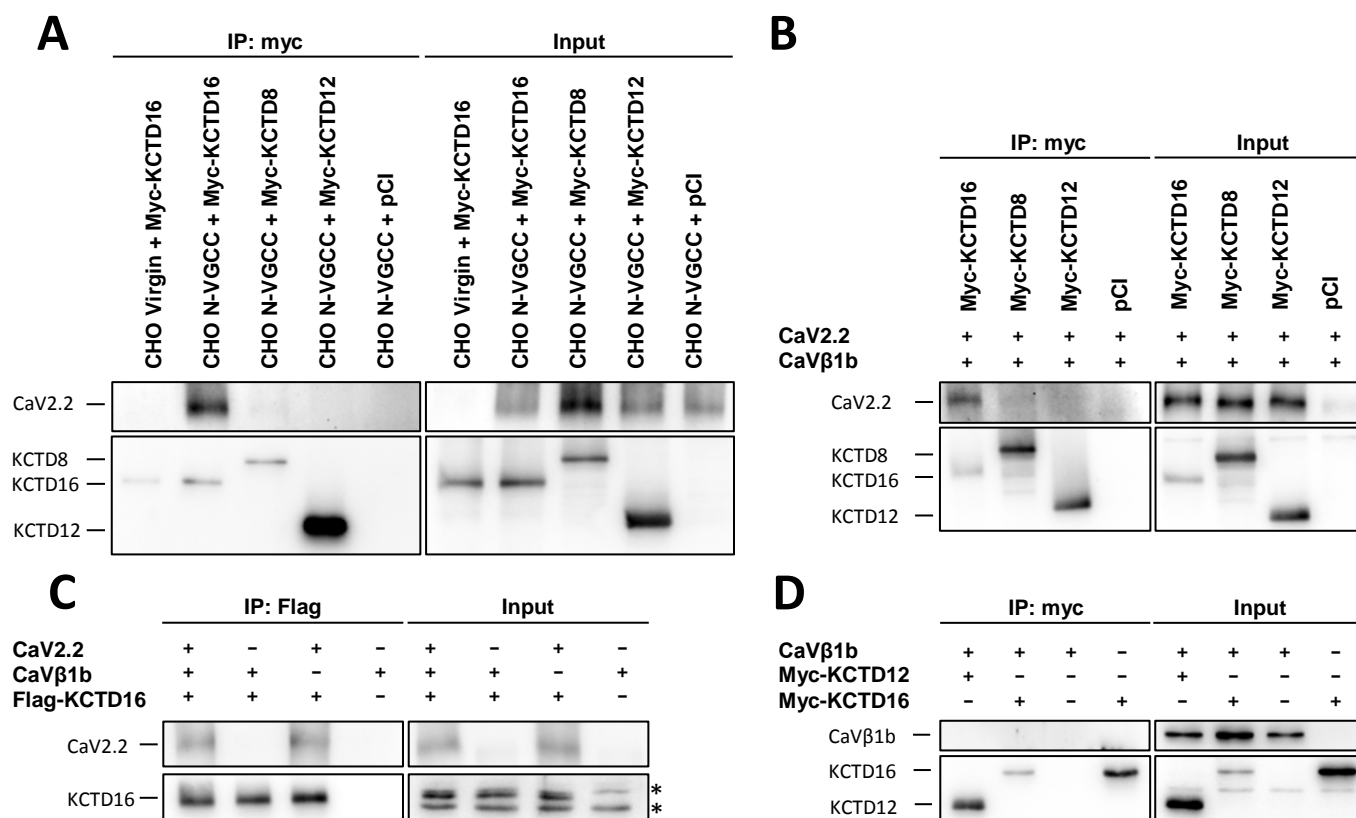 A
IP: myc
Input
CHO Virgin + Myc-KCTD16
CHO N-VGCC + Myc-KCTD16
CHO N-VGCC + Myc-KCTD8
CHO N-VGCC + Myc-KCTD12
CHO N-VGCC + pCI
CHO Virgin + Myc-KCTD16
CHO N-VGCC + Myc-KCTD16
CHO N-VGCC + Myc-KCTD8
CHO N-VGCC + Myc-KCTD12
CHO N-VGCC + pCI
CaV2.2
KCTD8
KCTD16
KCTD12
B
IP: myc
Input
Myc-KCTD16
Myc-KCTD8
Myc-KCTD12
pCI
Myc-KCTD16
Myc-KCTD8
Myc-KCTD12
pCI
CaV2.2 + + + + + + + +
CaVβ1b + + + + + + + +
CaV2.2
KCTD8
KCTD16
KCTD12
C
IP: Flag
Input
CaV2.2 + − + − + − + −
CaVβ1b + + − + + + − +
Flag-KCTD16 + + + − + + + −
CaV2.2
KCTD16
*
*
D
IP: myc
Input
CaVβ1b + + + − + + + −
Myc-KCTD12 + − − − + − − −
Myc-KCTD16 − + − + − + − +
CaVβ1b
KCTD16
KCTD12